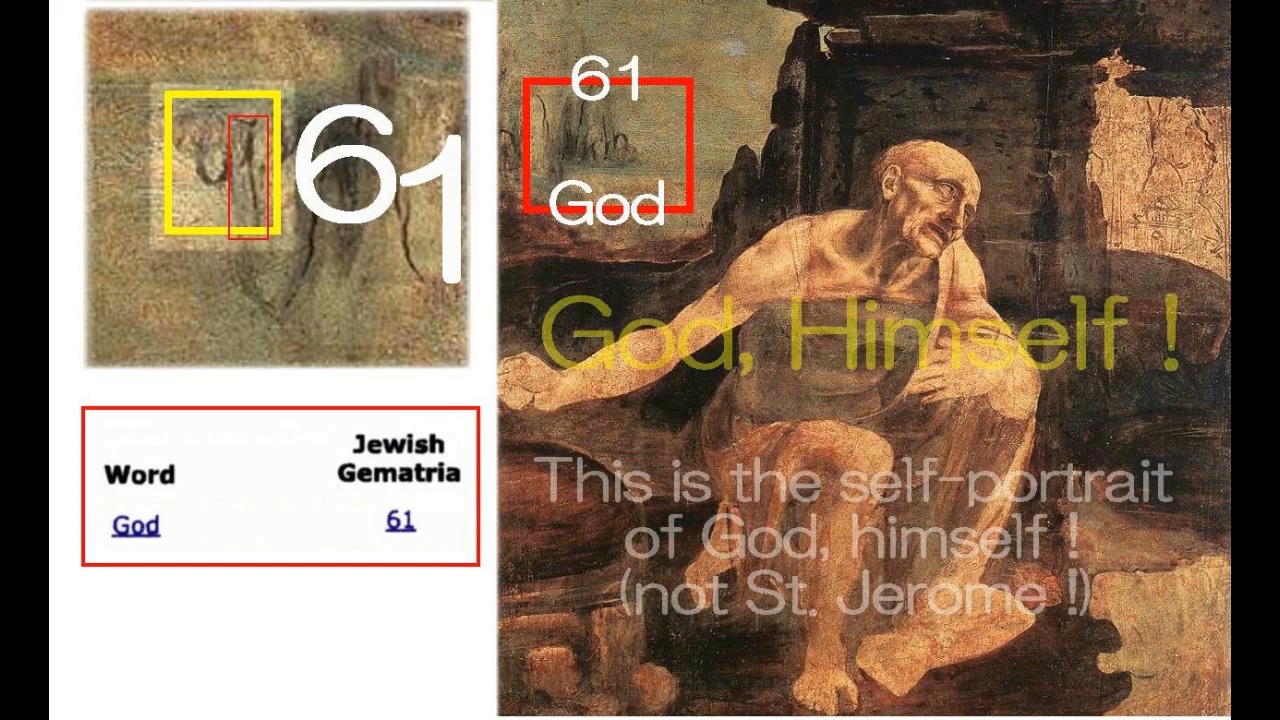 61
Word
Jewish
Gematria
God
61
61
God
God, Himself !
This is the self-portrait
of God, himself !
(not St. Jerome !)